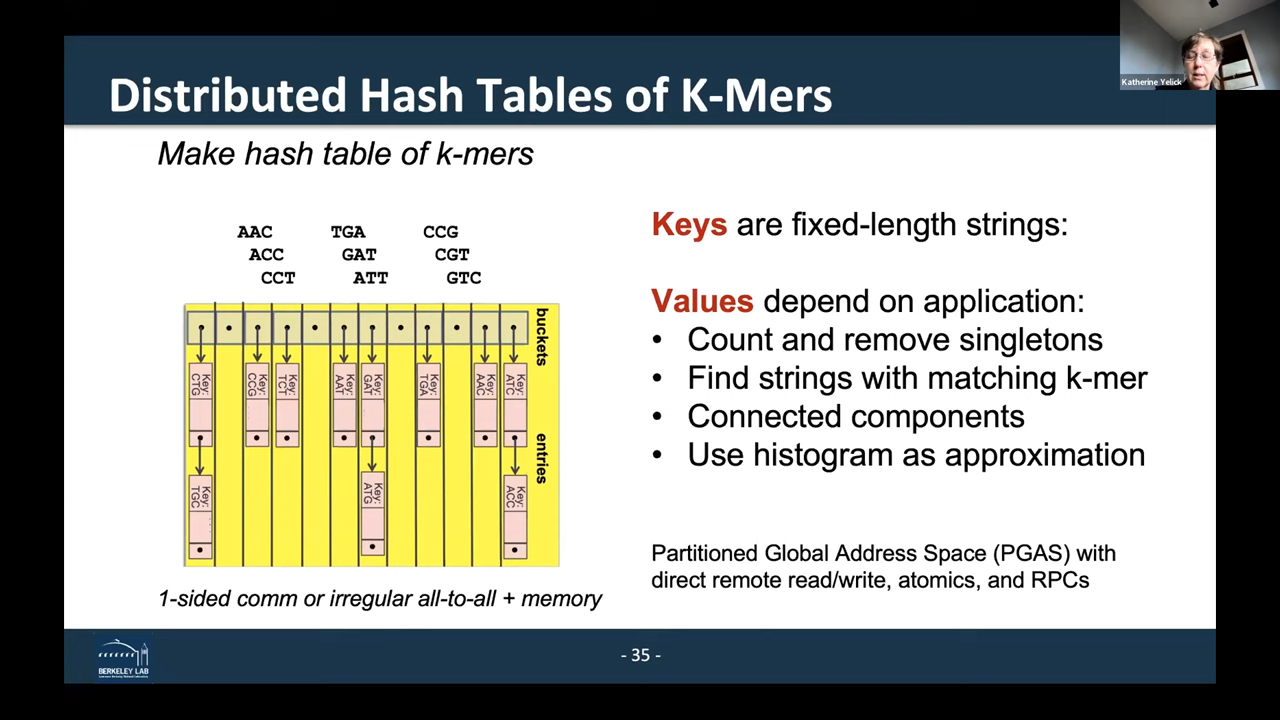 Distributed Hash Tables of K-Mers
Katherine Yelick
Make hash table of k-mers
AAC TGA CCG
ACC GAT CGT
CCT ATT GTC
buckets
Key: CTG
Key: CCG
Key: TCT
Key: AAT
Key: GAT
Key: TGA
Key: AAC
Key: ATC
entries
Key: TGC
Key: ATG
Key: ACC
1-sided comm or irregular all-to-all + memory
Keys are fixed-length strings:
Values depend on application:
• Count and remove singletons
• Find strings with matching k-mer
• Connected components
• Use histogram as approximation
Partitioned Global Address Space (PGAS) with
direct remote read/write, atomics, and RPCs
BERKELEY LAB
- 35 -